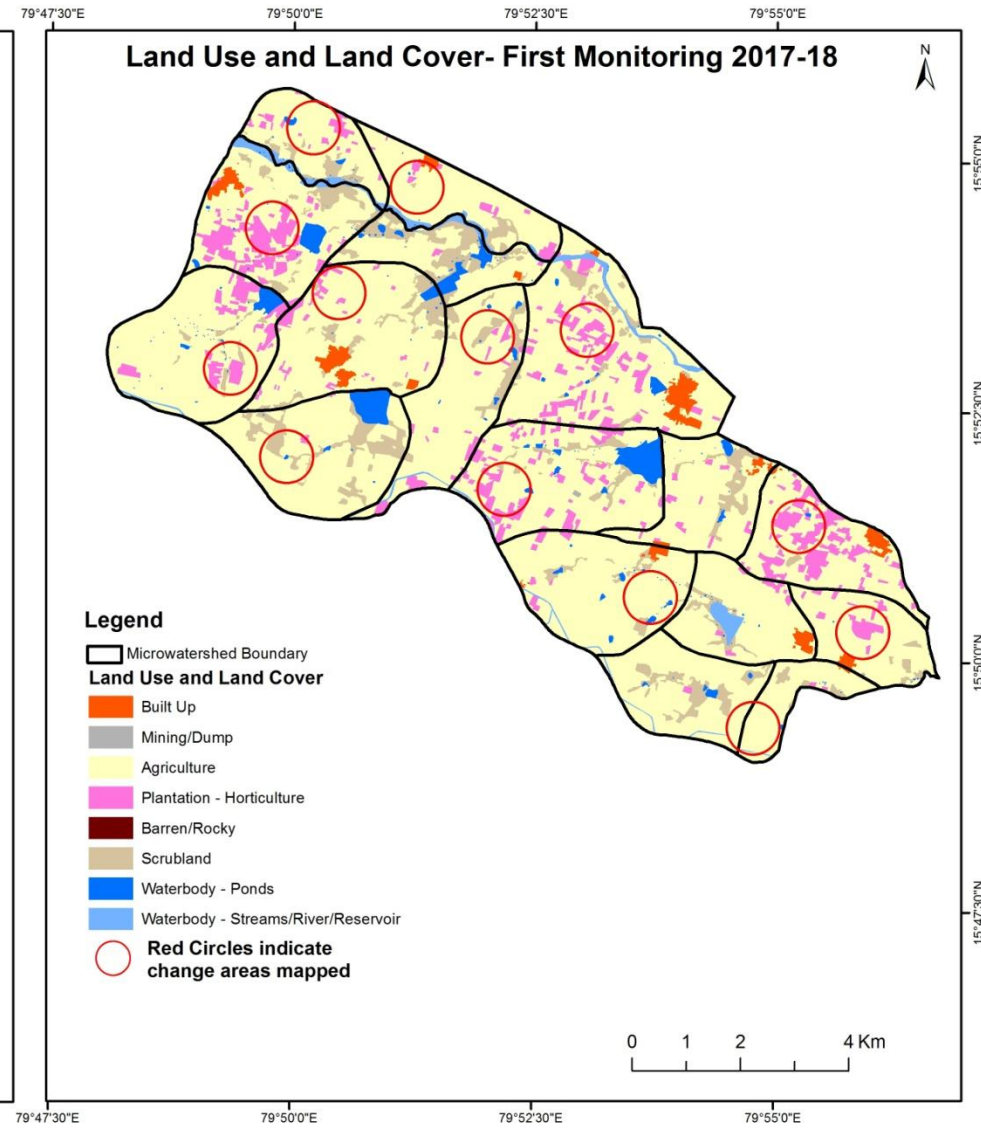 79°47'30"E 79°50'0"E 79°52'30"E 79°55'0"E
Land Use and Land Cover- First Monitoring 2017-18
N
15°55'0"N
15°52'30"N
15°50'0"N
15°47'30"N
Legend
Microwatershed Boundary
Land Use and Land Cover
Built Up
Mining/Dump
Agriculture
Plantation - Horticulture
Barren/Rocky
Scrubland
Waterbody - Ponds
Waterbody - Streams/River/Reservoir
Red Circles indicate
change areas mapped
0 1 2 4 Km
79°47'30"E 79°50'0"E 79°52'30"E 79°55'0"E